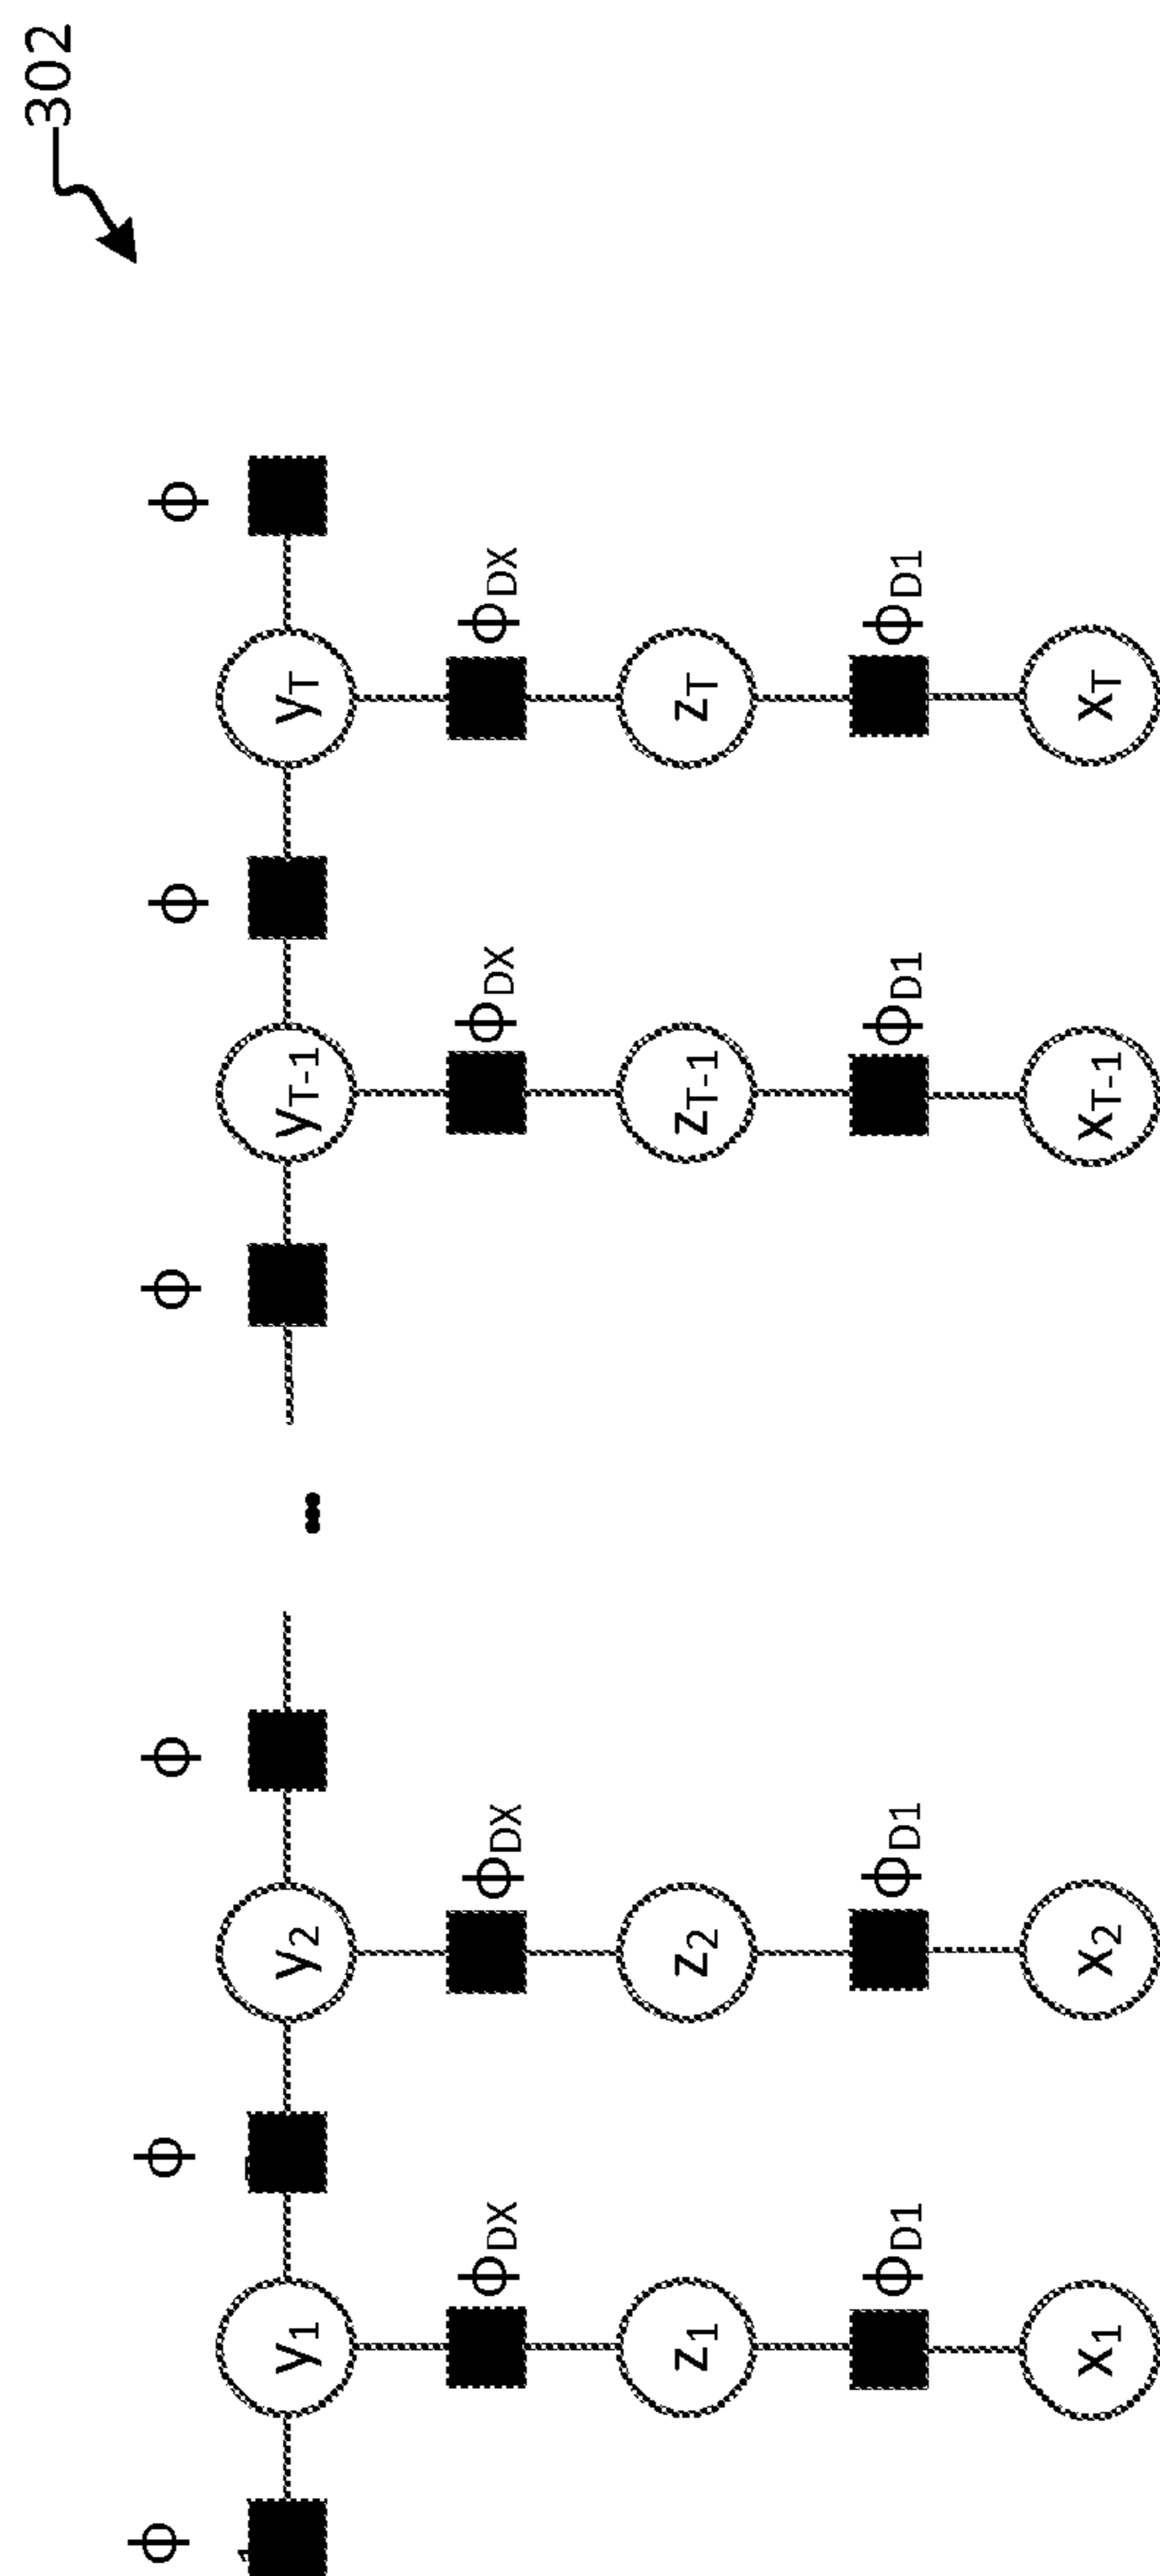 302
ϕ ϕ ϕ ϕ ϕ ϕ
y1 y2 ... yT-1 yT
ϕDX ϕDX ϕDX ϕDX
z1 z2 zT-1 zT
ϕD1 ϕD1 ϕD1 ϕD1
x1 x2 xT-1 xT